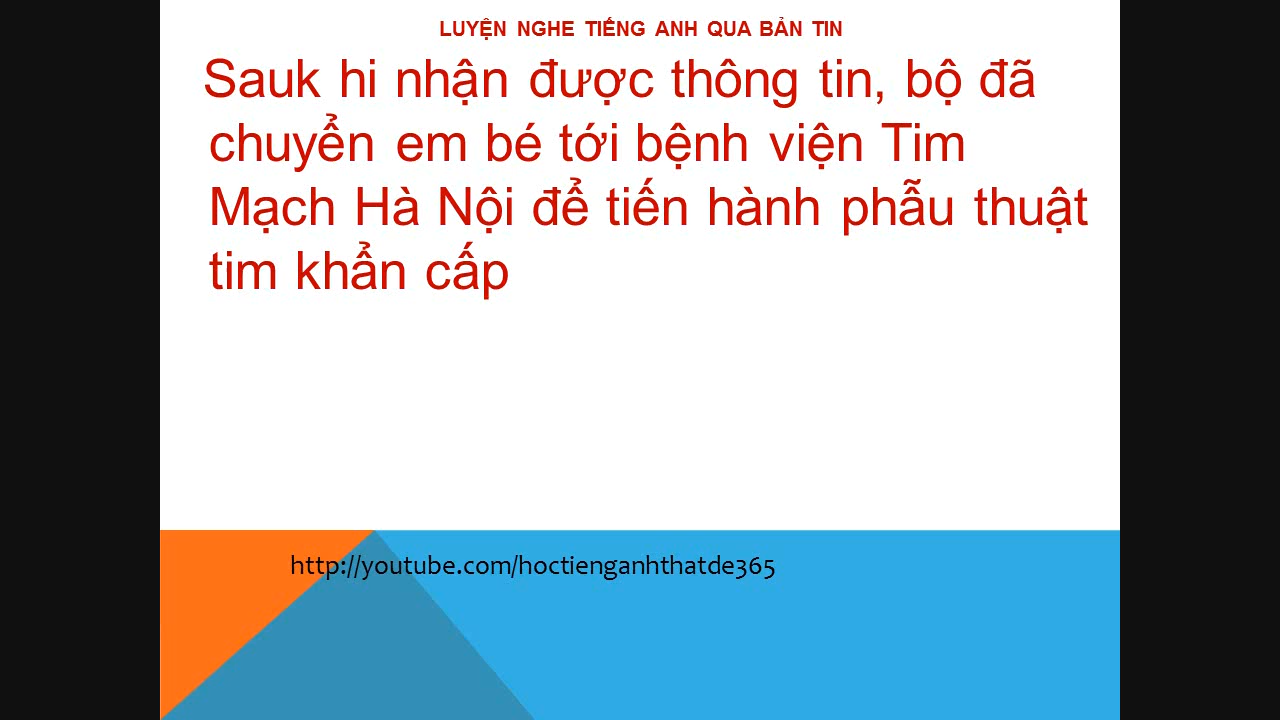 LUYỆN NGHE TIẾNG ANH QUA BẢN TIN
Sauk hi nhận được thông tin, bộ đã
chuyển em bé tới bệnh viện Tim
Mạch Hà Nội để tiến hành phẫu thuật
tim khẩn cấp
http://youtube.com/hoctienganhthatde365